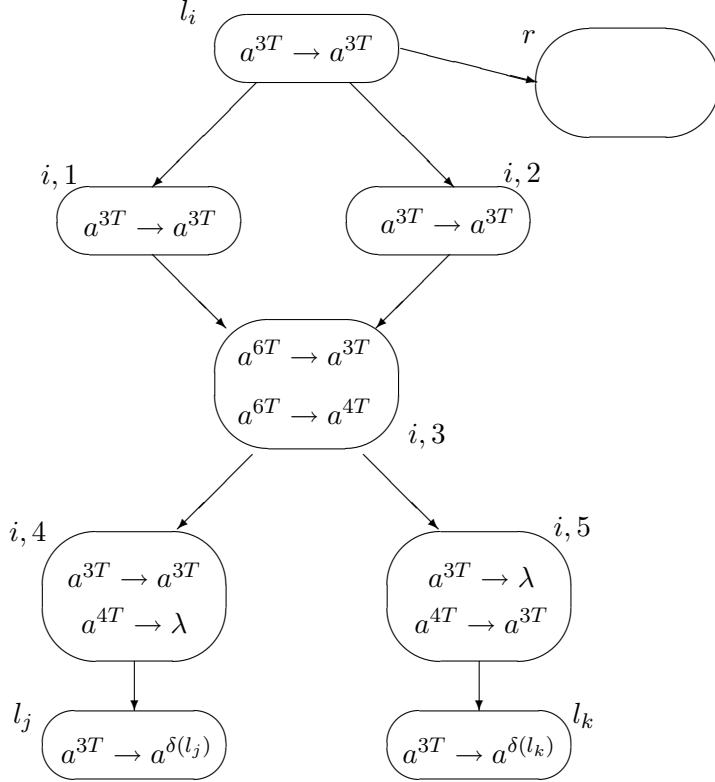 l_i
r
a^{3T} → a^{3T}
i, 1
i, 2
a^{3T} → a^{3T}
a^{3T} → a^{3T}
a^{6T} → a^{3T}
a^{6T} → a^{4T}
i, 3
i, 4
i, 5
a^{3T} → a^{3T}
a^{4T} → λ
a^{3T} → λ
a^{4T} → a^{3T}
l_j
l_k
a^{3T} → a^{δ(l_j)}
a^{3T} → a^{δ(l_k)}